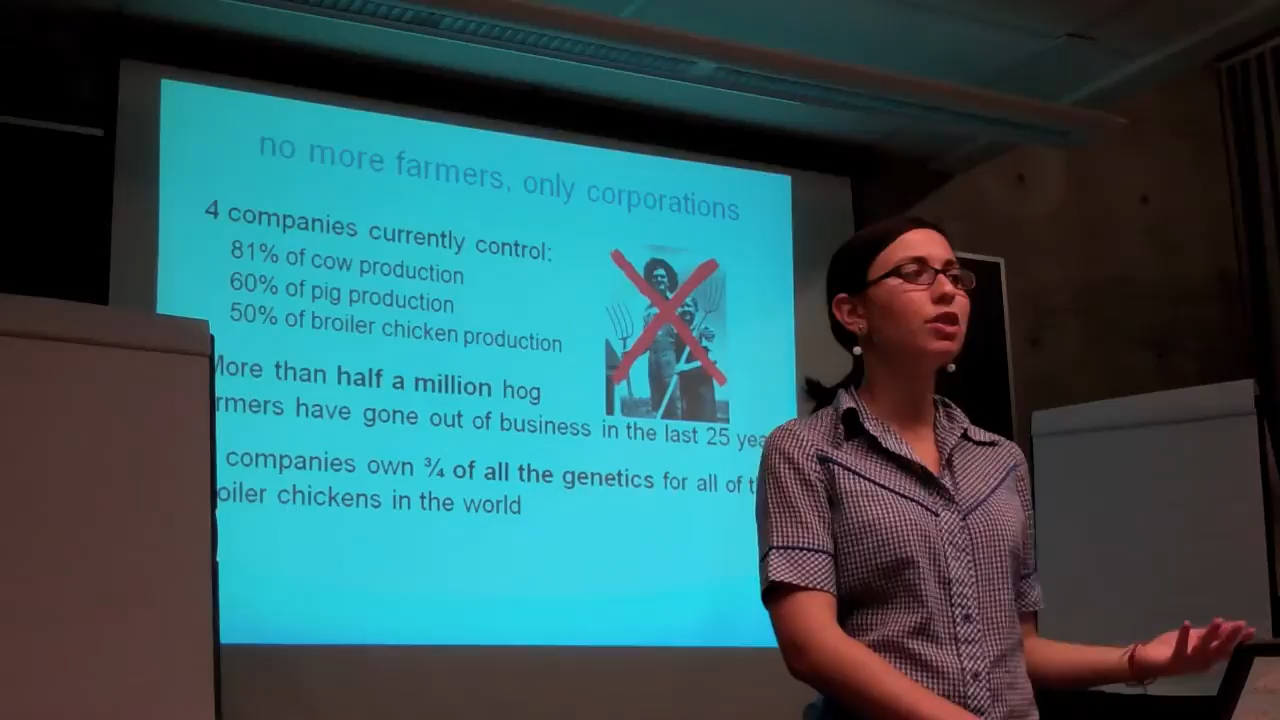 no more farmers, only corporations
4 companies currently control:
81% of cow production
60% of pig production
50% of broiler chicken production
than half a million hog
have gone out of business in the last 25
companies own ¾ of all the genetics for all of
chickens in the world